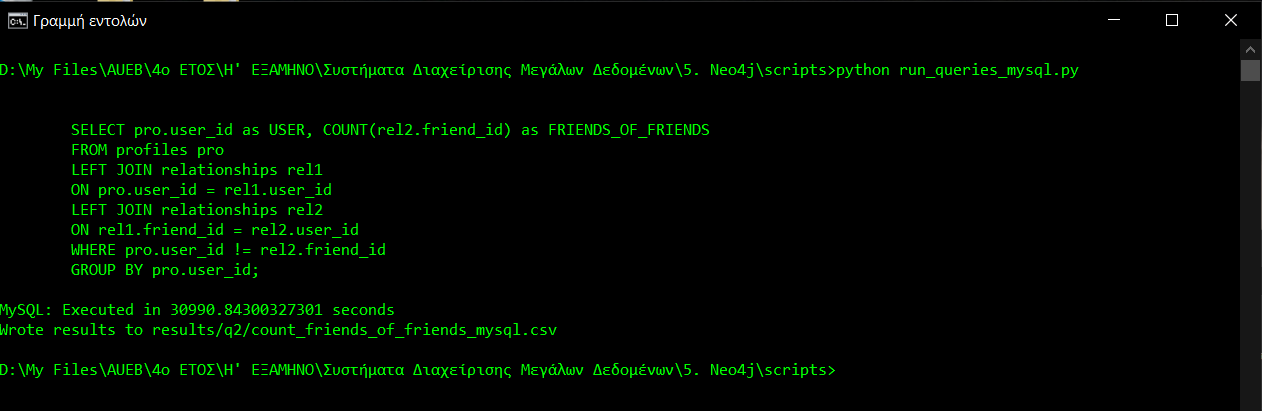 Γραμμή εντολών
D:\My Files\AUEB\4ο ΕΤΟΣ\Η' ΕΞΑΜΗΝΟ\Συστήματα Διαχείρισης Μεγάλων Δεδομένων\5. Neo4j\scripts>python run_queries_mysql.py
SELECT pro.user_id as USER, COUNT(rel2.friend_id) as FRIENDS_OF_FRIENDS
FROM profiles pro
LEFT JOIN relationships rel1
ON pro.user_id = rel1.user_id
LEFT JOIN relationships rel2
ON rel1.friend_id = rel2.user_id
WHERE pro.user_id != rel2.friend_id
GROUP BY pro.user_id;
MySQL: Executed in 30990.84300327301 seconds
Wrote results to results/q2/count_friends_of_friends_mysql.csv
D:\My Files\AUEB\4ο ΕΤΟΣ\Η' ΕΞΑΜΗΝΟ\Συστήματα Διαχείρισης Μεγάλων Δεδομένων\5. Neo4j\scripts>